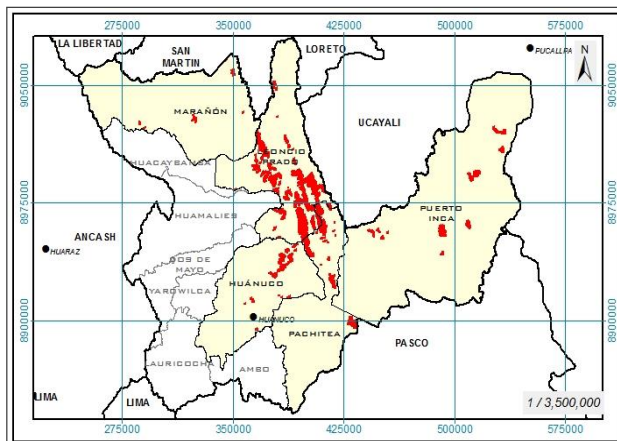 275000 350000 425000 500000 575000
LA LIBERTAD
SAN
MARTIN
LORETO
PUCALLPA
N
9050000
9050000
MARAÑÓN
UCAYALI
LEONCIO
PRADO
HUACAYBAMBA
8975000
8975000
HUAMALIES
PUERTO
INCA
ANCASH
HUARAZ
DOS DE
MAYO
HUÁNUCO
YAROWILCA
HUANUCO
8900000
8900000
PACHITEA
PASCO
LAURICOCHA
AMBO
LIMA
LIMA
1 / 3,500,000
275000 350000 425000 500000 575000